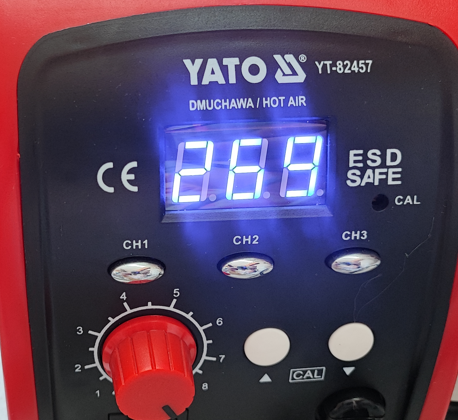 YATO ® YT-82457
DMUCHAWA / HOT AIR
CE
269
ESD
SAFE
CAL
CH1 CH2 CH3
1 2 3 4 5 6 7 8
▲ CAL ▼